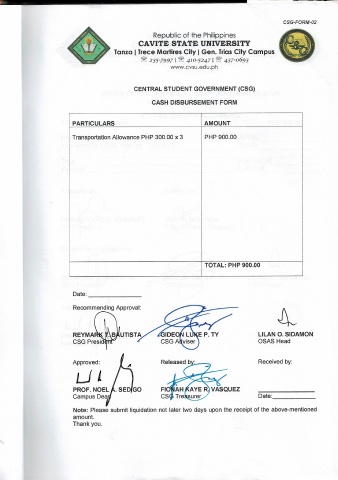 CSG-FORM-02
Republic of the Philippines
CAVITE STATE UNIVERSITY
Tanza | Trece Martires City | Gen. Trias City Campus
☏ 235-7997 | ☏ 410-5247 | ☏ 437-0693
www.cvsu.edu.ph
CENTRAL STUDENT GOVERNMENT (CSG)
CASH DISBURSEMENT FORM
PARTICULARS AMOUNT
Transportation Allowance PHP 300.00 x 3 PHP 900.00
TOTAL: PHP 900.00
Date:
Recommending Approval:
REYMARK T. BAUTISTA GIDEON LUKE P. TY LILAN O. SIDAMON
CSG President CSG Adviser OSAS Head
Approved: Released by: Received by:
PROF. NOEL A. SEDIGO FIONAH KAYE R. VASQUEZ
Campus Dean CSG Treasurer Date:
Note: Please submit liquidation not later two days upon the receipt of the above-mentioned
amount.
Thank you.